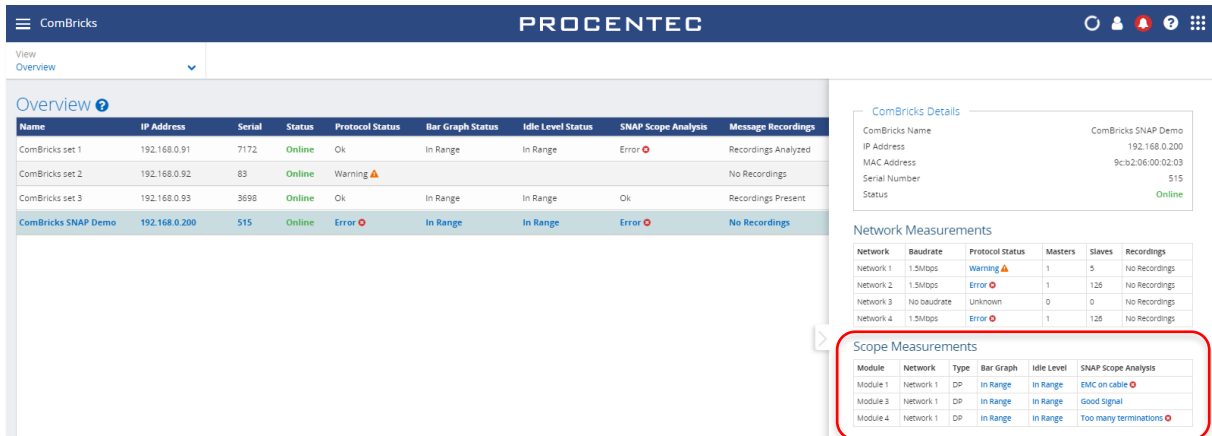 ComBricks
PROCENTEC
View
Overview
Overview
Name IP Address Serial Status Protocol Status Bar Graph Status Idle Level Status SNAP Scope Analysis Message Recordings
ComBricks set 1 192.168.0.91 7172 Online Ok In Range In Range Error Recordings Analyzed
ComBricks set 2 192.168.0.92 83 Online Warning No Recordings
ComBricks set 3 192.168.0.93 3698 Online Ok In Range In Range Ok Recordings Present
ComBricks SNAP Demo 192.168.0.200 515 Online Error In Range In Range Error No Recordings
ComBricks Details
ComBricks Name ComBricks SNAP Demo
IP Address 192.168.0.200
MAC Address 9c:b2:06:00:02:03
Serial Number 515
Status Online
Network Measurements
Network Baudrate Protocol Status Masters Slaves Recordings
Network 1 1.5Mbps Warning 1 5 No Recordings
Network 2 1.5Mbps Error 1 126 No Recordings
Network 3 No baudrate Unknown 0 0 No Recordings
Network 4 1.5Mbps Error 1 126 No Recordings
Scope Measurements
Module Network Type Bar Graph Idle Level SNAP Scope Analysis
Module 1 Network 1 DP In Range In Range EMC on cable
Module 3 Network 1 DP In Range In Range Good Signal
Module 4 Network 1 DP In Range In Range Too many terminations